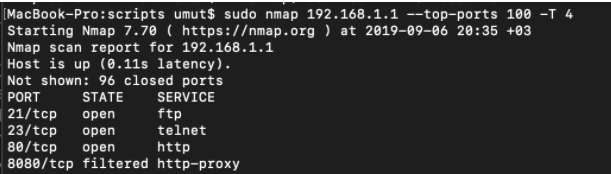 [MacBook-Pro:scripts umut$ sudo nmap 192.168.1.1 --top-ports 100 -T 4
Starting Nmap 7.70 ( https://nmap.org ) at 2019-09-06 20:35 +03
Nmap scan report for 192.168.1.1
Host is up (0.11s latency).
Not shown: 96 closed ports
PORT     STATE    SERVICE
21/tcp   open     ftp
23/tcp   open     telnet
80/tcp   open     http
8080/tcp filtered http-proxy